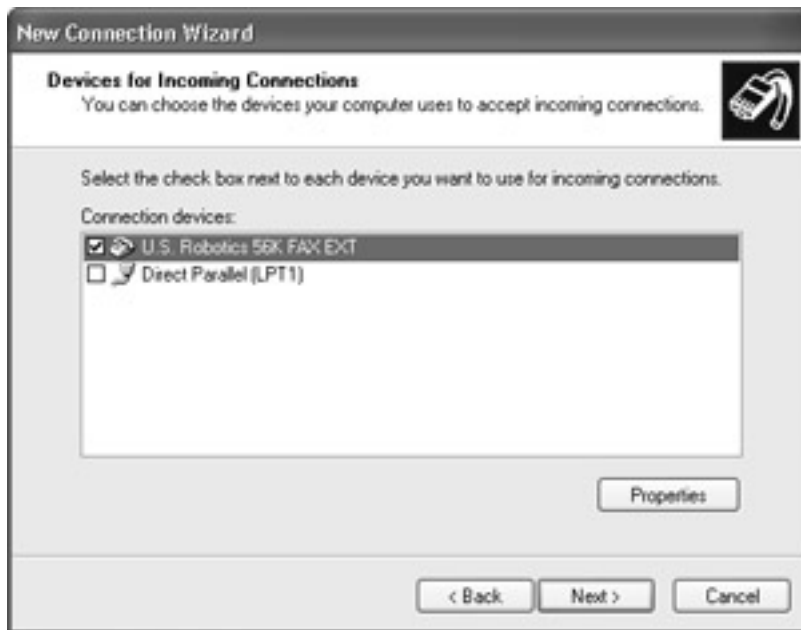 New Connection Wizard
Devices for Incoming Connections
You can choose the devices your computer uses to accept incoming connections.
Select the check box next to each device you want to use for incoming connections.
Connection devices:
U.S. Robotics 56K FAX EXT
Direct Parallel (LPT1)
Properties
< Back
Next >
Cancel